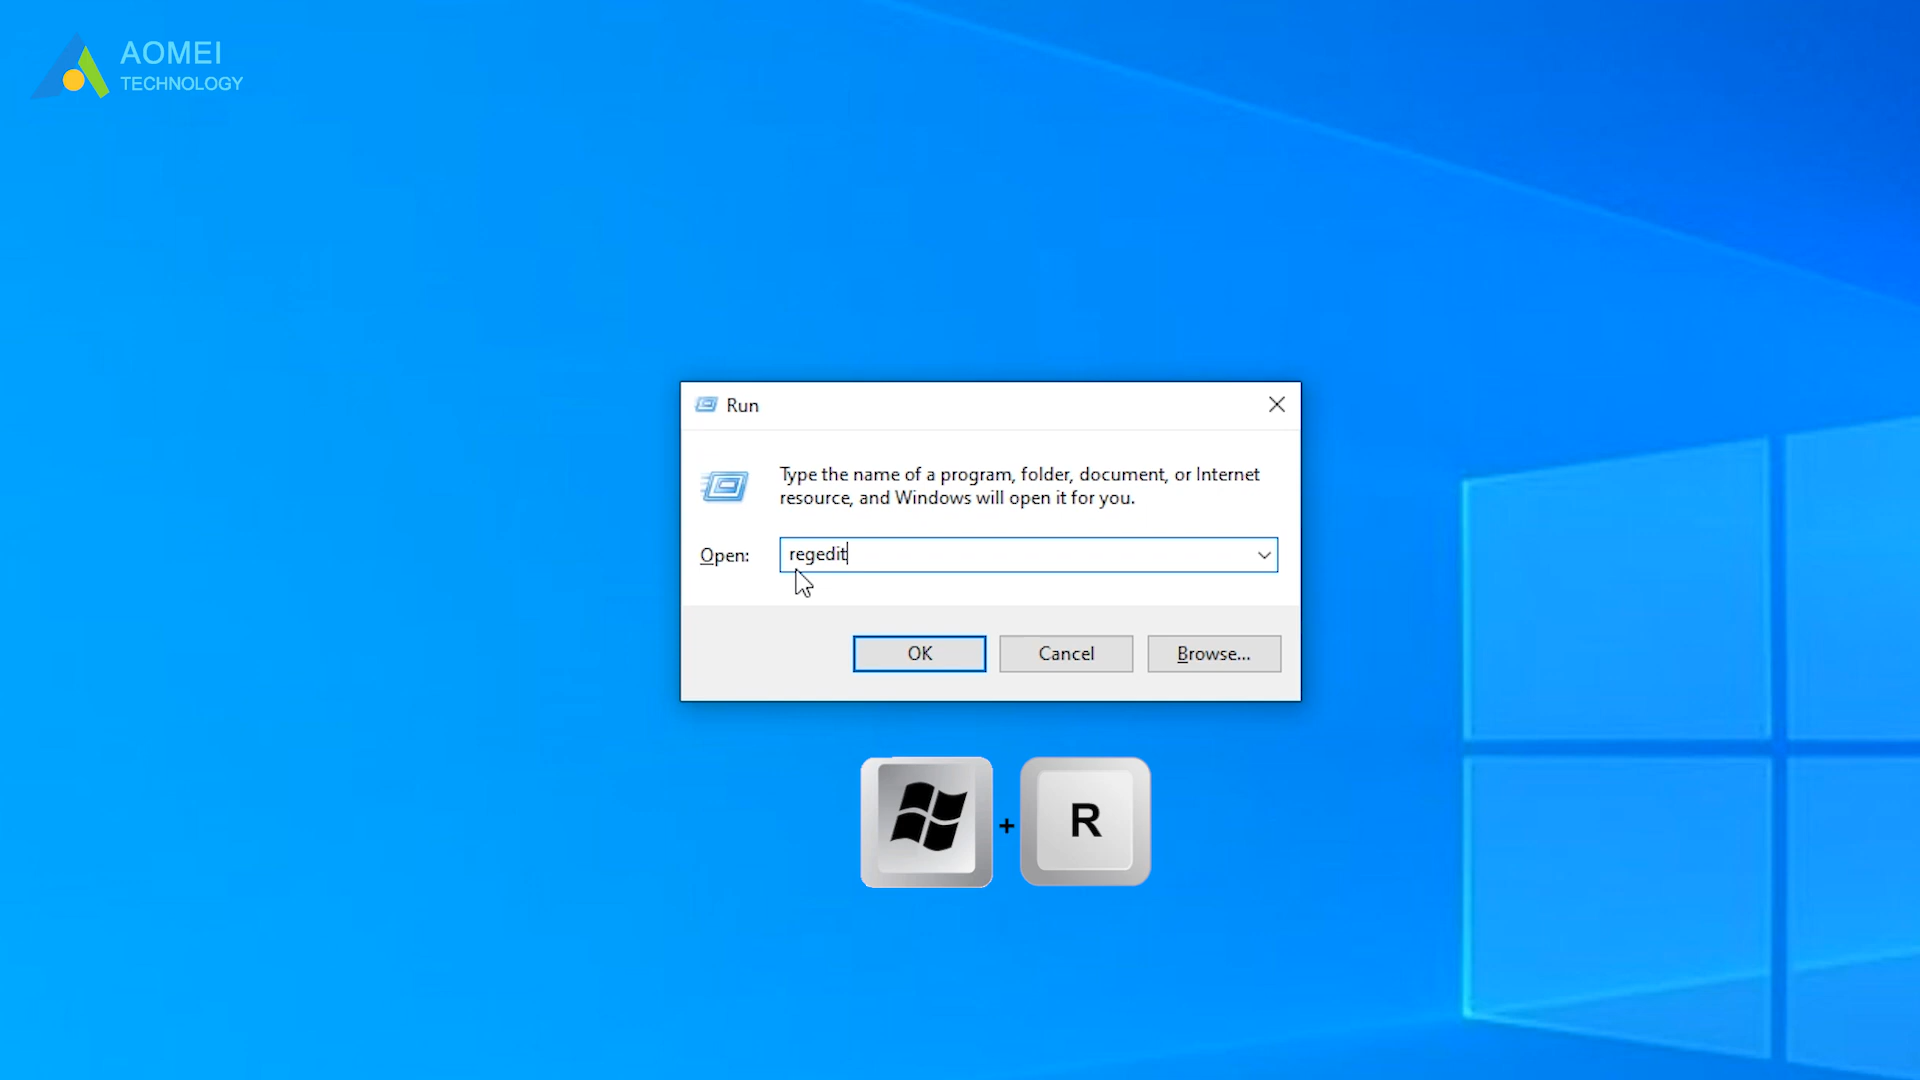 AOMEI
TECHNOLOGY
Run
Type the name of a program, folder, document, or Internet
resource, and Windows will open it for you.
Open: regedit
OK Cancel Browse...
+ R